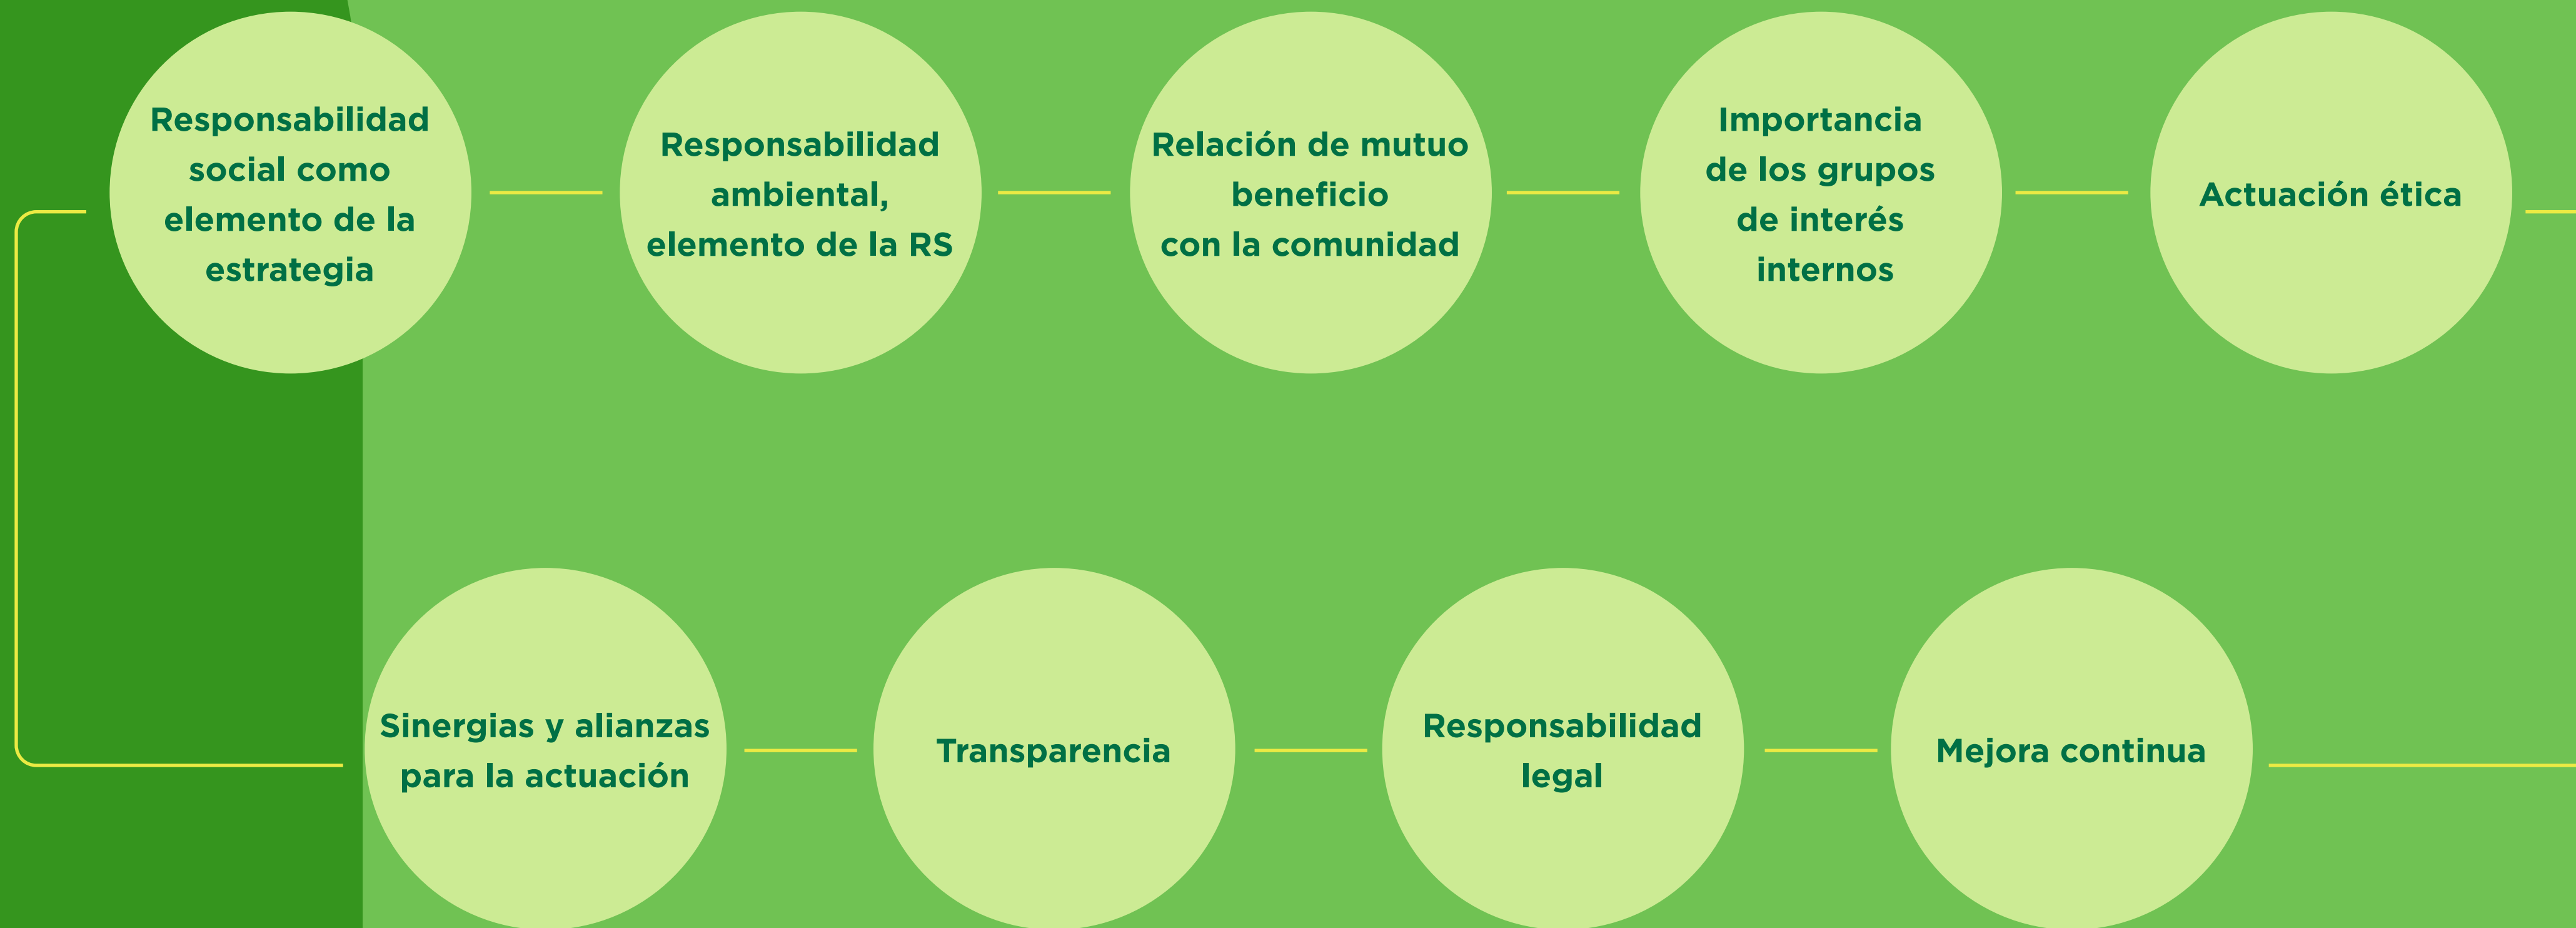 Responsabilidad
social como
elemento de la
estrategia
Responsabilidad
ambiental,
elemento de la RS
Relación de mutuo
beneficio
con la comunidad
Importancia
de los grupos
de interés
internos
Actuación ética
Sinergias y alianzas
para la actuación
Transparencia
Responsabilidad
legal
Mejora continua